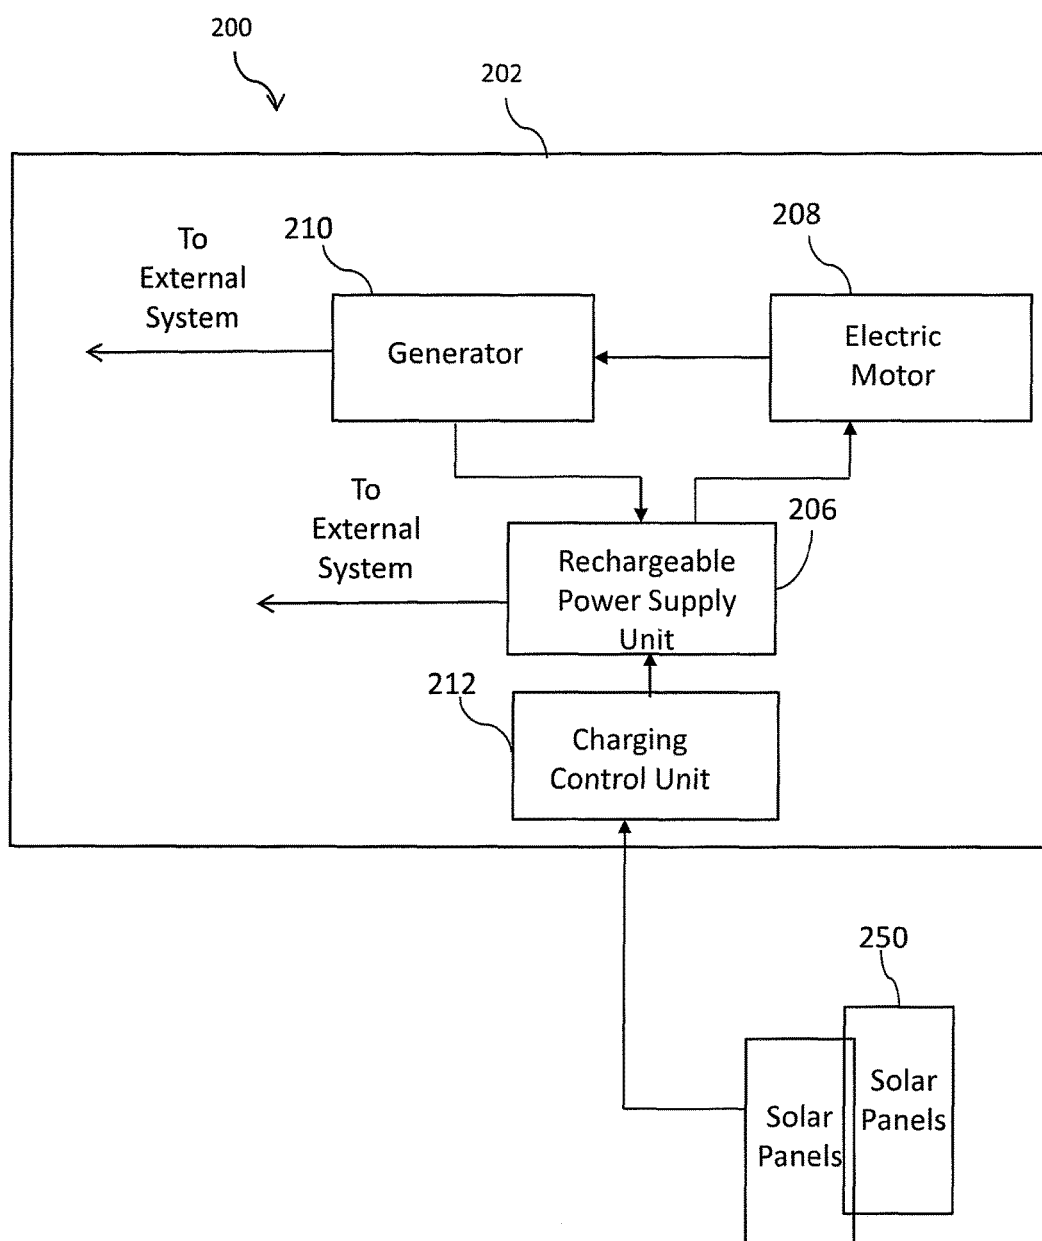 200
202
210
208
To
External
System
Generator
Electric
Motor
To
External
System
206
Rechargeable
Power Supply
Unit
212
Charging
Control Unit
250
Solar
Panels
Solar
Panels